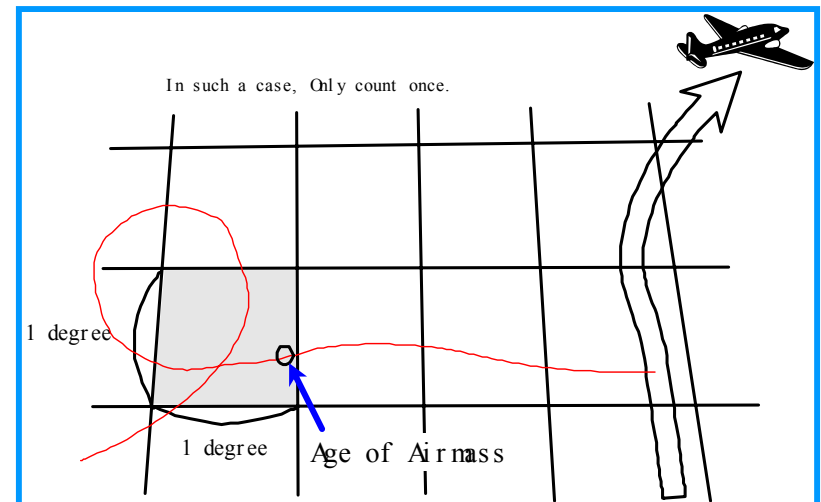 In such a case, Only count once.
1 degree
1 degree
Age of Airmass